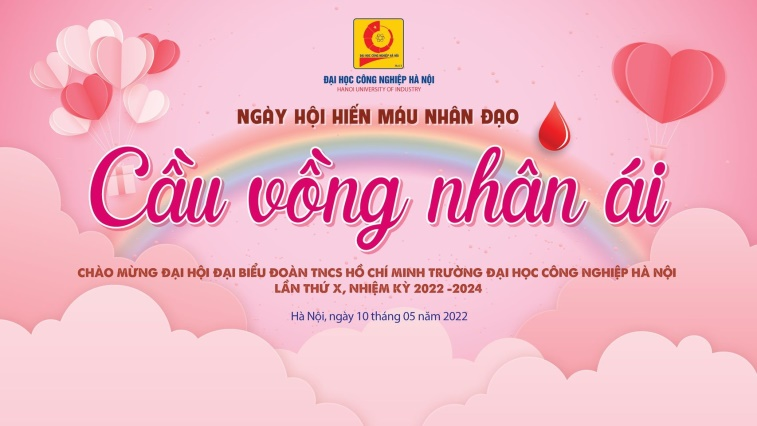 ĐẠI HỌC CÔNG NGHIỆP HÀ NỘI
HANOI UNIVERSITY OF INDUSTRY
NGÀY HỘI HIẾN MÁU NHÂN ĐẠO
Cầu vồng nhân ái
CHÀO MỪNG ĐẠI HỘI ĐẠI BIỂU ĐOÀN TNCS HỒ CHÍ MINH TRƯỜNG ĐẠI HỌC CÔNG NGHIỆP HÀ NỘI
LẦN THỨ X, NHIỆM KỲ 2022 -2024
Hà Nội, ngày 10 tháng 05 năm 2022